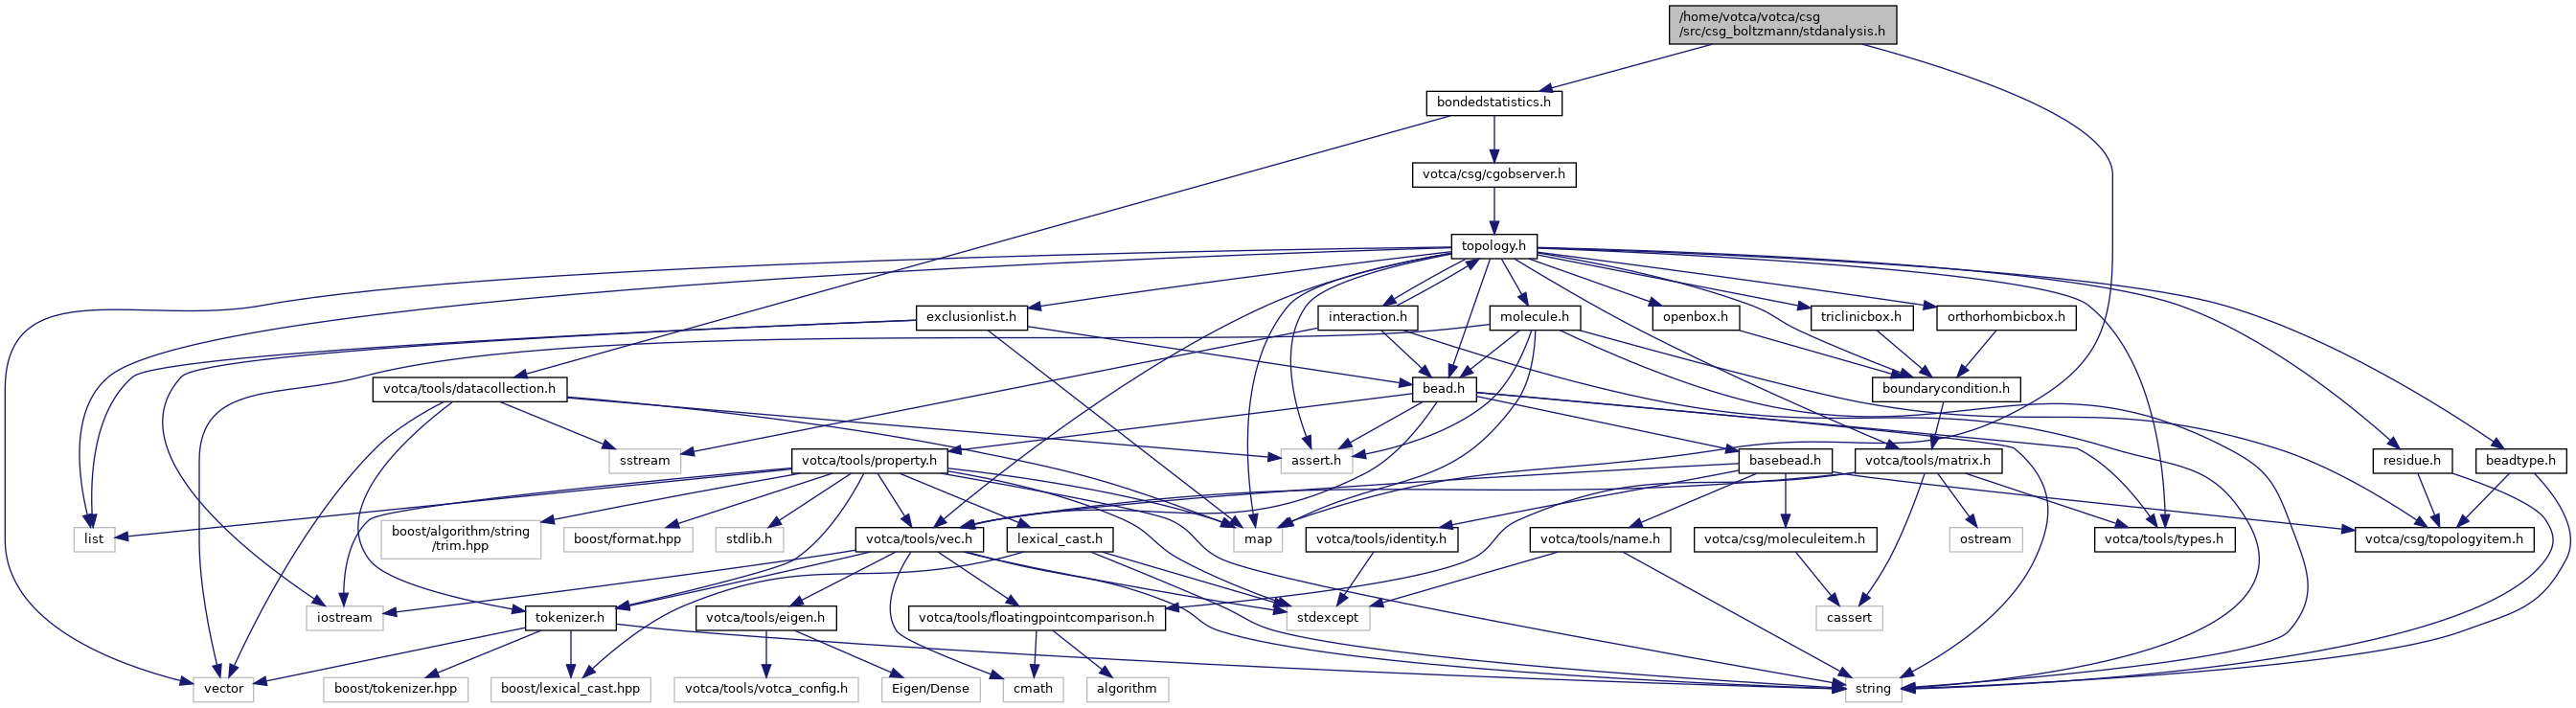 /home/votca/votca/csg
/src/csg_boltzmann/stdanalysis.h
bondedstatistics.h
votca/csg/cgobserver.h
topology.h
exclusionlist.h
interaction.h
molecule.h
openbox.h
triclinicbox.h
orthorhombicbox.h
votca/tools/datacollection.h
bead.h
boundarycondition.h
sstream
votca/tools/property.h
assert.h
basebead.h
votca/tools/matrix.h
residue.h
beadtype.h
list
boost/algorithm/string
/trim.hpp
boost/format.hpp
stdlib.h
votca/tools/vec.h
lexical_cast.h
map
votca/tools/identity.h
votca/tools/name.h
votca/csg/moleculeitem.h
ostream
votca/tools/types.h
votca/csg/topologyitem.h
iostream
tokenizer.h
votca/tools/eigen.h
votca/tools/floatingpointcomparison.h
stdexcept
cassert
vector
boost/tokenizer.hpp
boost/lexical_cast.hpp
votca/tools/votca_config.h
Eigen/Dense
cmath
algorithm
string